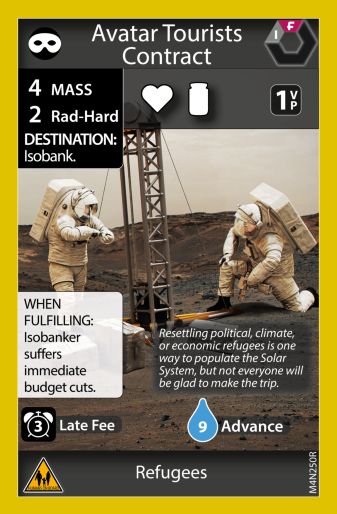 Avatar Tourists
Contract
I F
4 MASS
2 Rad-Hard
DESTINATION:
Isobank.
1 VP
WHEN
FULFILLING:
Isobanker
suffers
immediate
budget cuts.
Resettling political, climate,
or economic refugees is one
way to populate the Solar
System, but not everyone will
be glad to make the trip.
3 Late Fee
9 Advance
Refugees
M4N250R